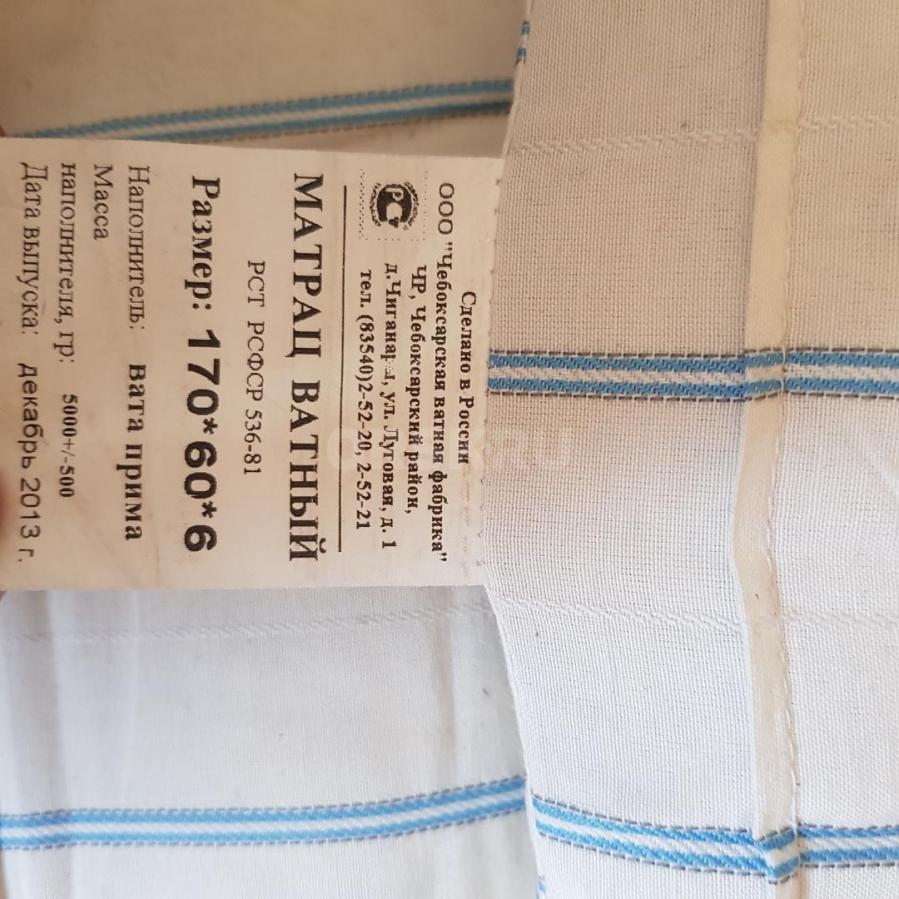 Сделано в России
ООО "Чебоксарская ватная фабрика"
ЧР, Чебоксарский район,
д.Чиганары, ул. Луговая, д. 1
тел. (83540)2-52-20, 2-52-21
РСТ
МАТРАЦ ВАТНЫЙ
РСТ РСФСР 536-81
Размер: 170*60*6
Наполнитель: вата прима
Масса
наполнителя, гр: 5000+/-500
Дата выпуска: декабрь 2013 г.